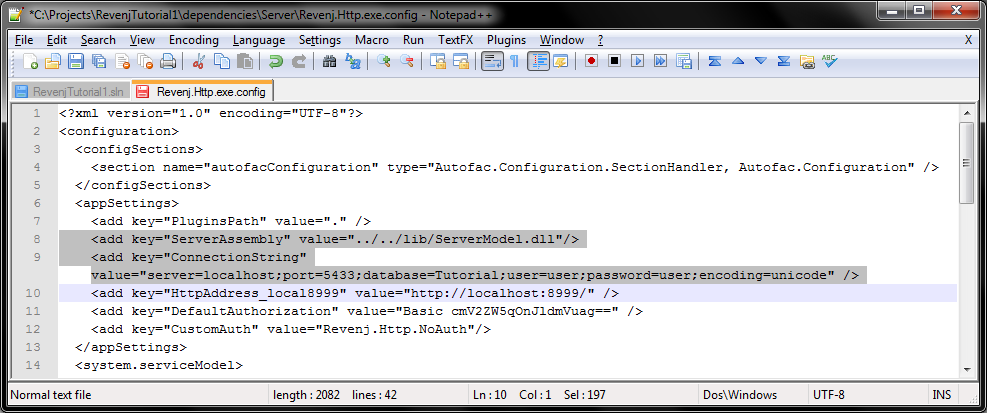 *C:\Projects\RevenjTutorial1\dependencies\Server\Revenj.Http.exe.config - Notepad++
File Edit Search View Encoding Language Settings Macro Run TextFX Plugins Window ? X
RevenjTutorial1.sln Revenj.Http.exe.config
1 <?xml version="1.0" encoding="UTF-8"?>
2 <configuration>
3 <configSections>
4 <section name="autofacConfiguration" type="Autofac.Configuration.SectionHandler, Autofac.Configuration" />
5 </configSections>
6 <appSettings>
7 <add key="PluginsPath" value="." />
8 <add key="ServerAssembly" value="../../lib/ServerModel.dll"/>
9 <add key="ConnectionString"
value="server=localhost;port=5433;database=Tutorial;user=user;password=user;encoding=unicode" />
10 <add key="HttpAddress_local8999" value="http://localhost:8999/" />
11 <add key="DefaultAuthorization" value="Basic cmV2ZW5qOnJldmVuag==" />
12 <add key="CustomAuth" value="Revenj.Http.NoAuth"/>
13 </appSettings>
14 <system.serviceModel>
Normal text file length : 2082 lines : 42 Ln : 10 Col : 1 Sel : 197 Dos\Windows UTF-8 INS